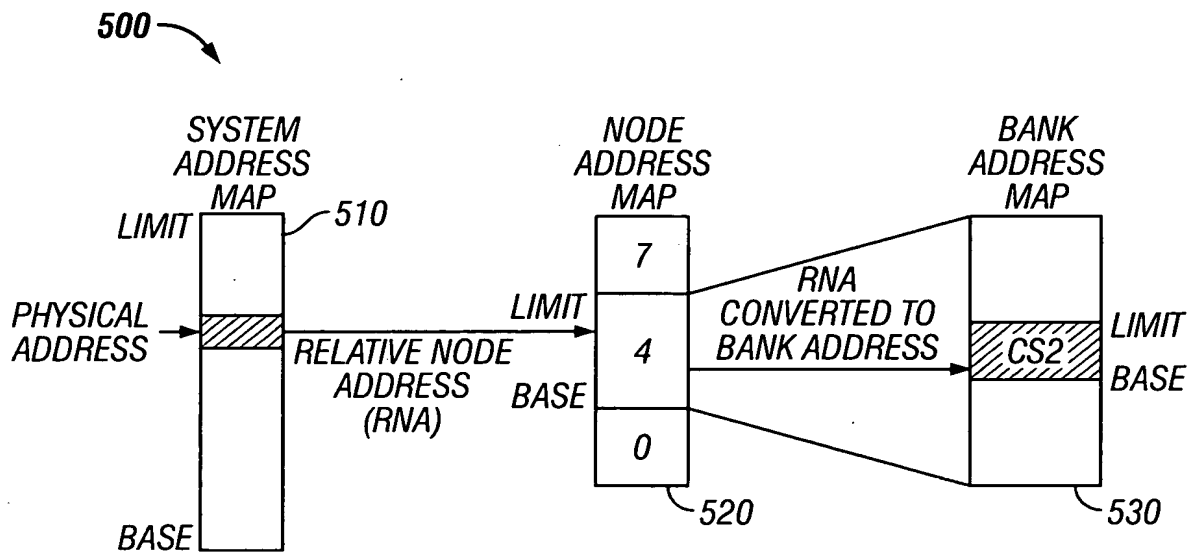 500
SYSTEM
ADDRESS
MAP
LIMIT
510
PHYSICAL
ADDRESS
BASE
RELATIVE NODE
ADDRESS
(RNA)
NODE
ADDRESS
MAP
7
LIMIT
4
BASE
0
520
RNA
CONVERTED TO
BANK ADDRESS
BANK
ADDRESS
MAP
LIMIT
CS2
BASE
530